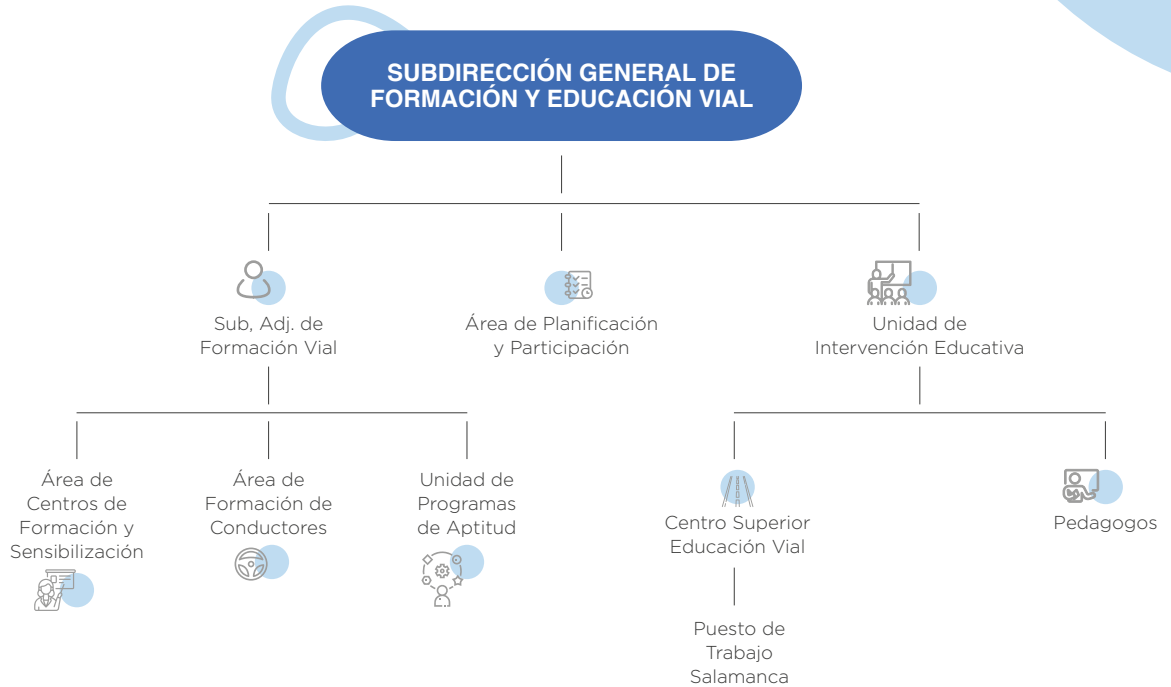 SUBDIRECCIÓN GENERAL DE
FORMACIÓN Y EDUCACIÓN VIAL
Sub, Adj. de
Formación Vial
Área de Planificación
y Participación
Unidad de
Intervención Educativa
Área de
Centros de
Formación y
Sensibilización
Área de
Formación de
Conductores
Unidad de
Programas
de Aptitud
Centro Superior
Educación Vial
Pedagogos
Puesto de
Trabajo
Salamanca